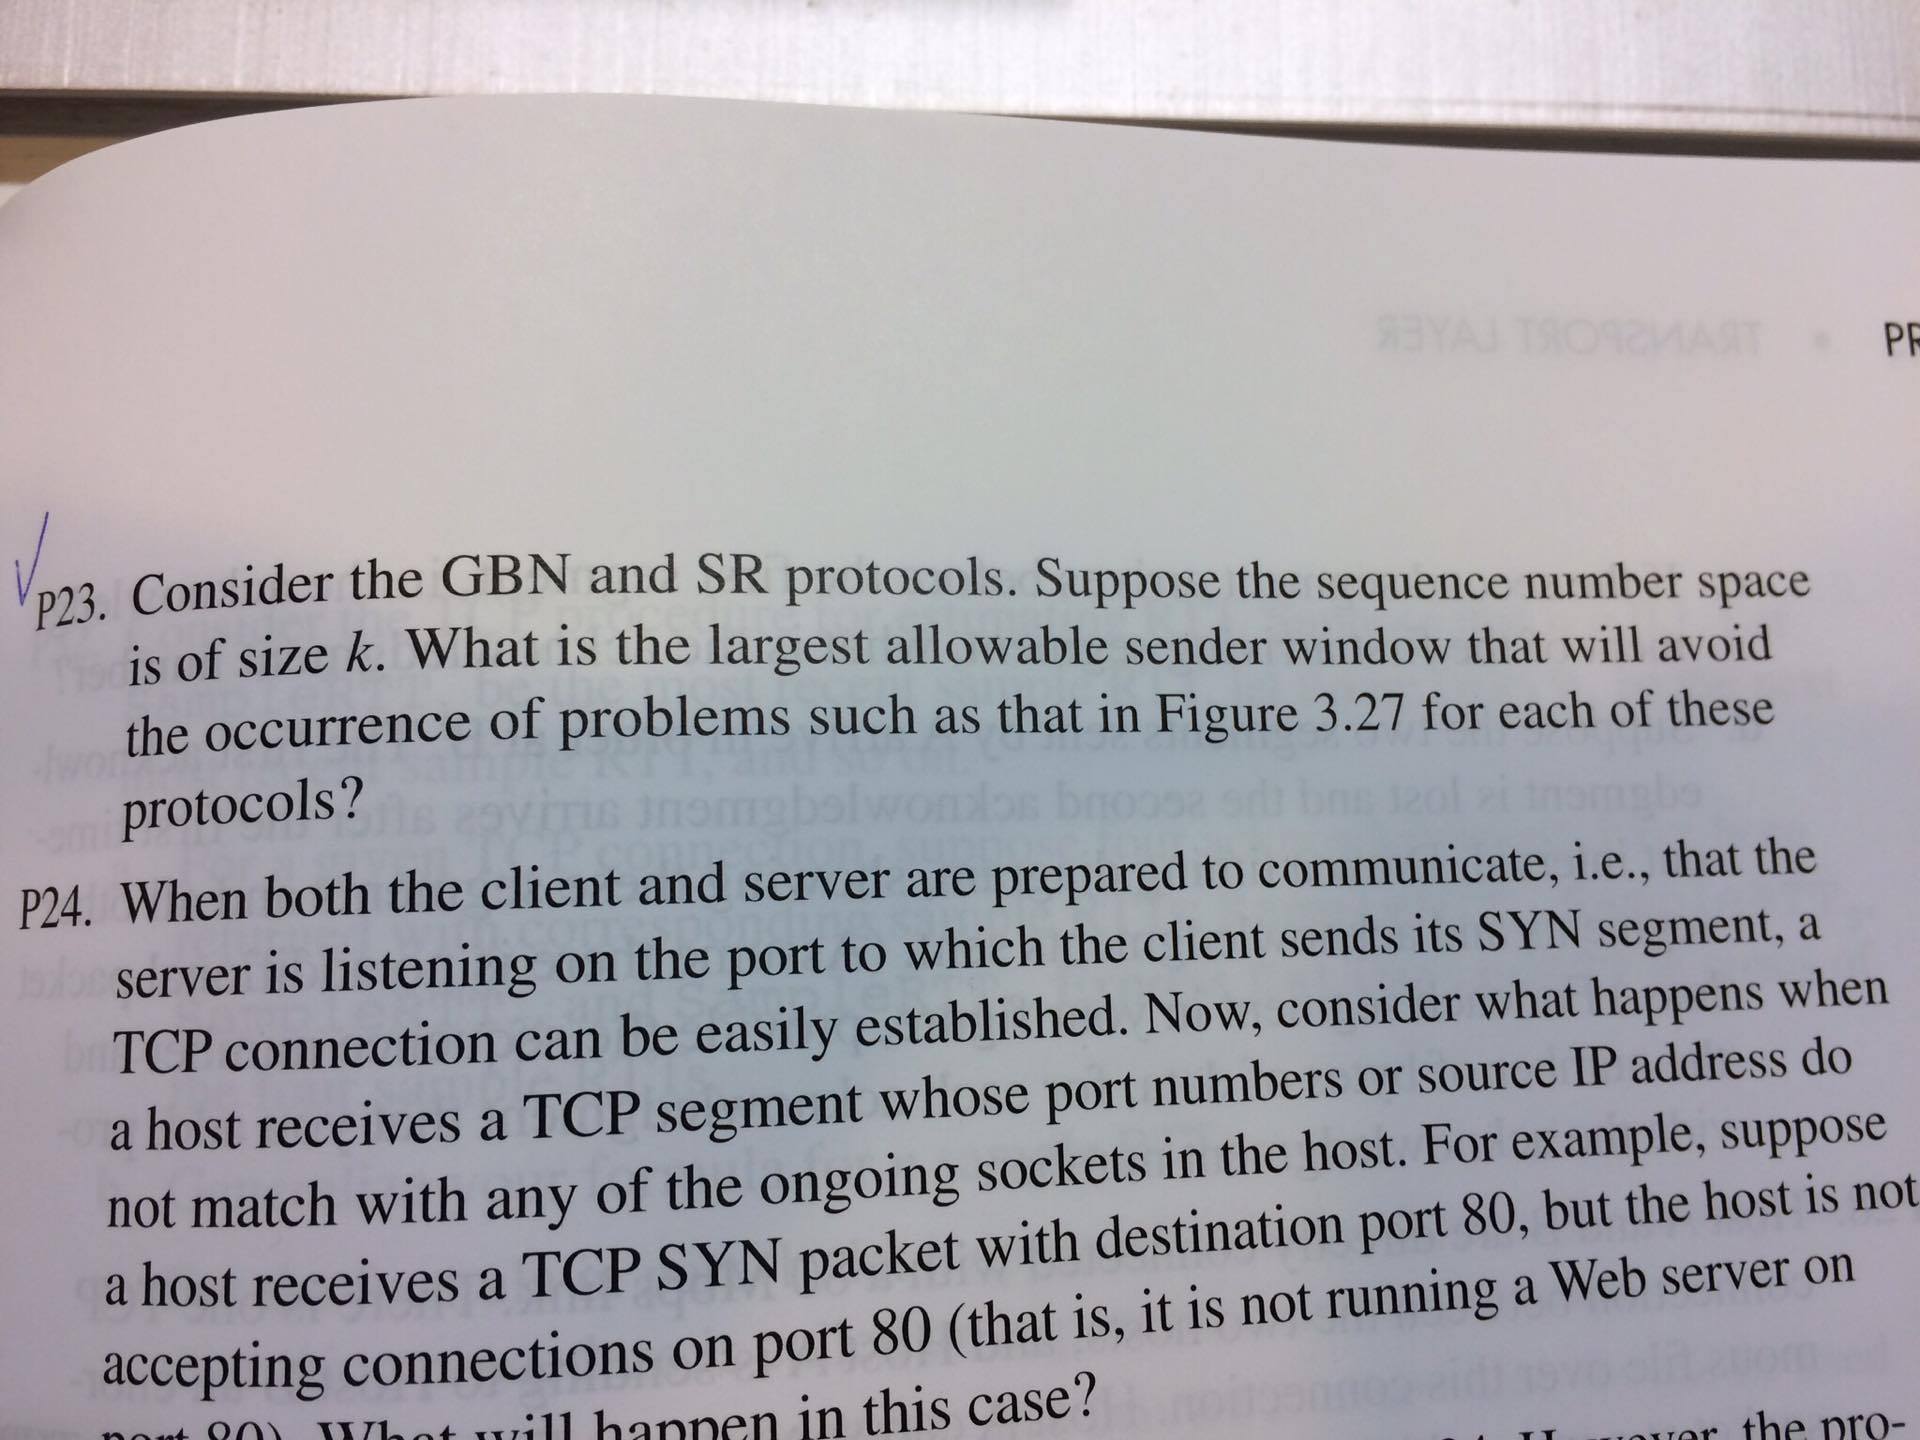 PR
P23. Consider the GBN and SR protocols. Suppose the sequence number space
is of size k. What is the largest allowable sender window that will avoid
the occurrence of problems such as that in Figure 3.27 for each of these
protocols?
P24. When both the client and server are prepared to communicate, i.e., that the
server is listening on the port to which the client sends its SYN segment, a
TCP connection can be easily established. Now, consider what happens when
a host receives a TCP segment whose port numbers or source IP address do
not match with any of the ongoing sockets in the host. For example, suppose
a host receives a TCP SYN packet with destination port 80, but the host is not
accepting connections on port 80 (that is, it is not running a Web server on
port 80). What will happen in this case?
However, the pro-